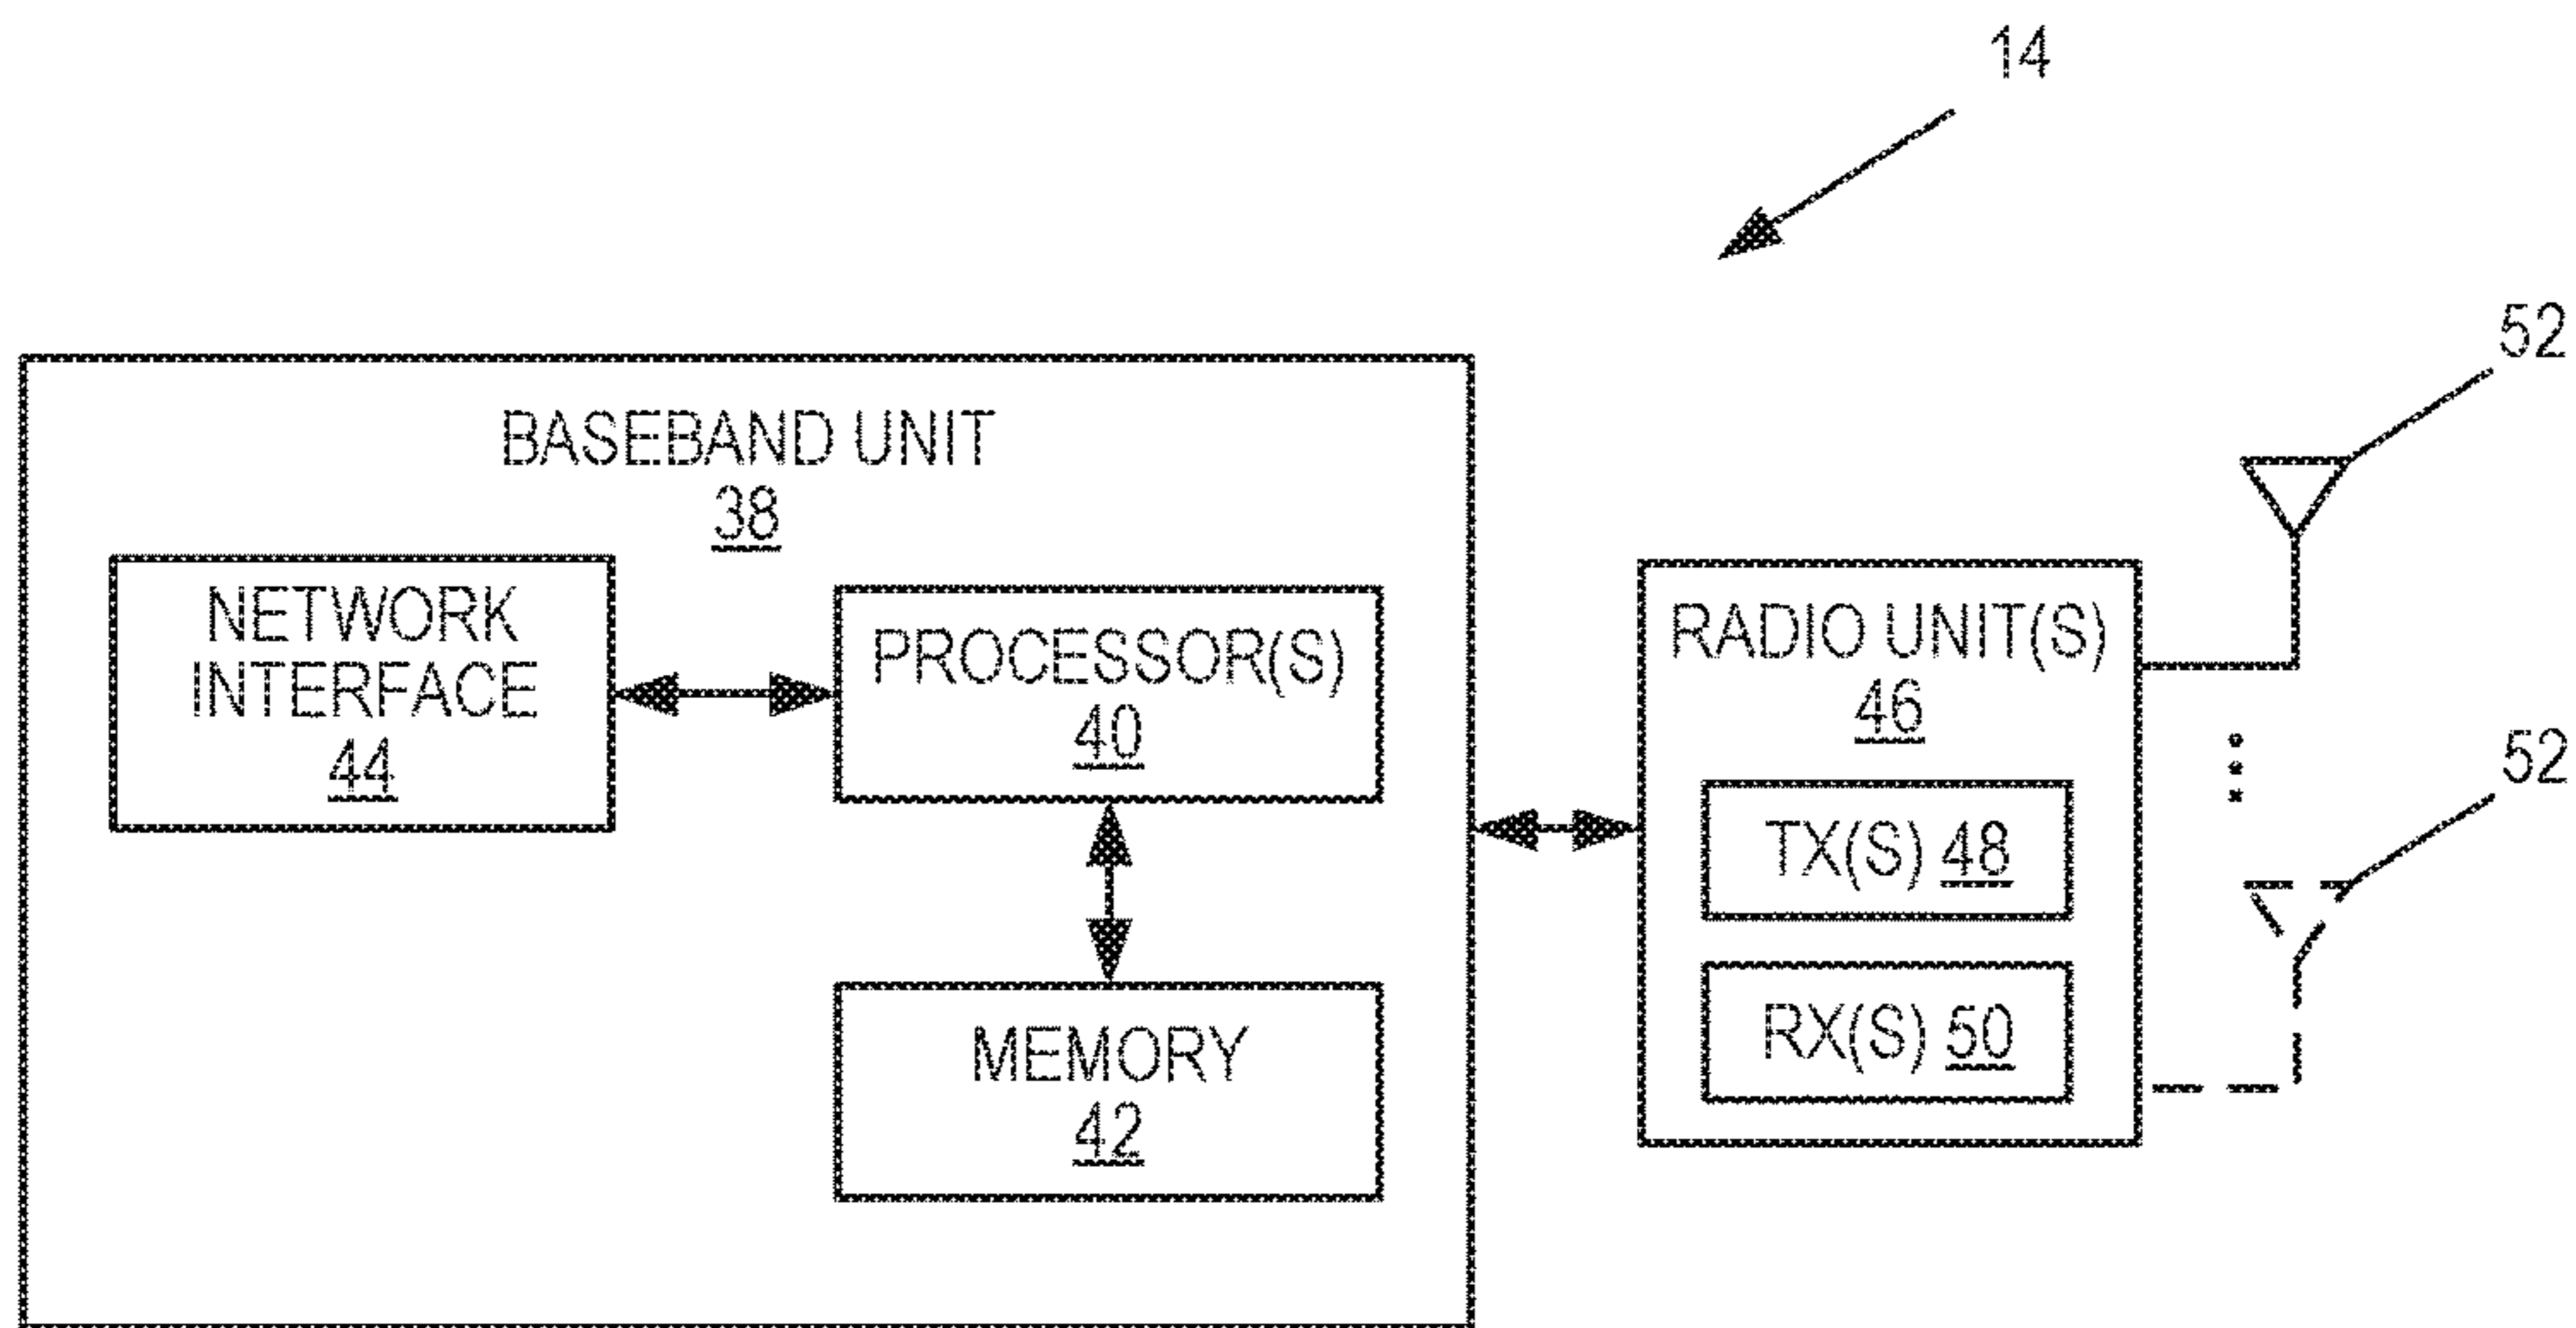 14
52
BASEBAND UNIT
38
NETWORK
INTERFACE
44
PROCESSOR(S)
40
MEMORY
42
RADIO UNIT(S)
46
TX(S) 48
RX(S) 50
52